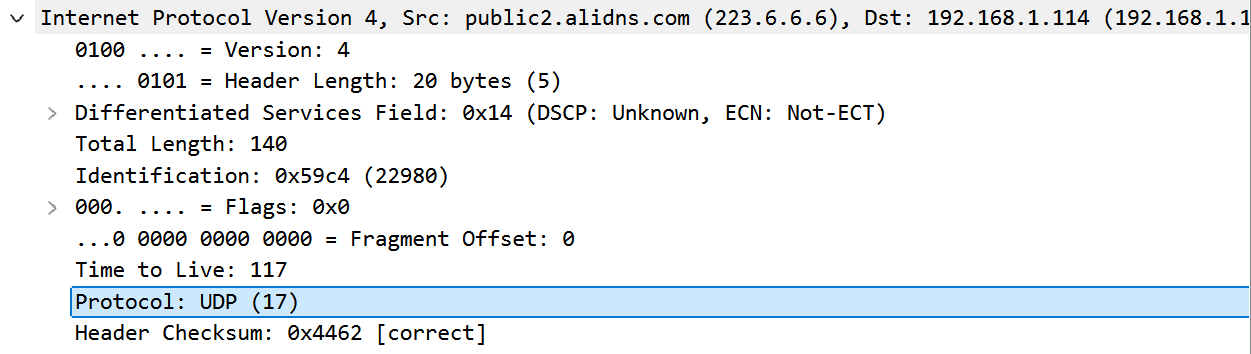 Internet Protocol Version 4, Src: public2.alidns.com (223.6.6.6), Dst: 192.168.1.114 (192.168.1.1
0100 .... = Version: 4
.... 0101 = Header Length: 20 bytes (5)
Differentiated Services Field: 0x14 (DSCP: Unknown, ECN: Not-ECT)
Total Length: 140
Identification: 0x59c4 (22980)
000. .... = Flags: 0x0
...0 0000 0000 0000 = Fragment Offset: 0
Time to Live: 117
Protocol: UDP (17)
Header Checksum: 0x4462 [correct]